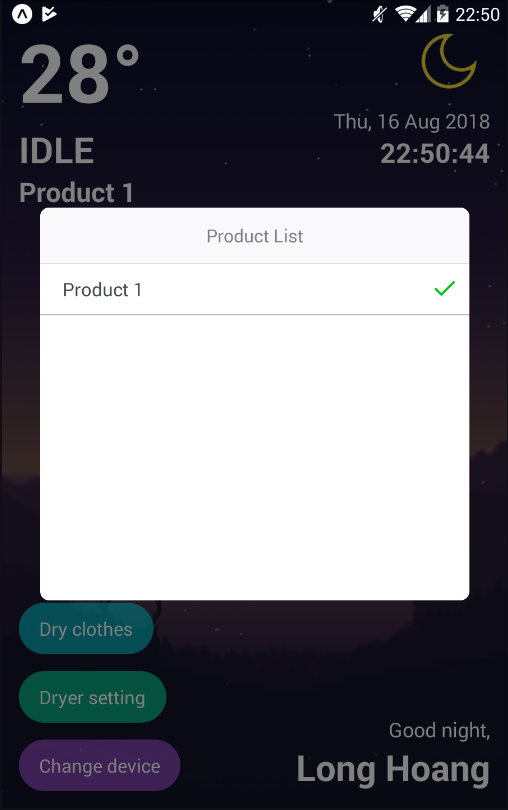 22:50
28°
Thu, 16 Aug 2018
IDLE
22:50:44
Product 1
Product List
Product 1
Dry clothes
Dryer setting
Good night,
Change device
Long Hoang